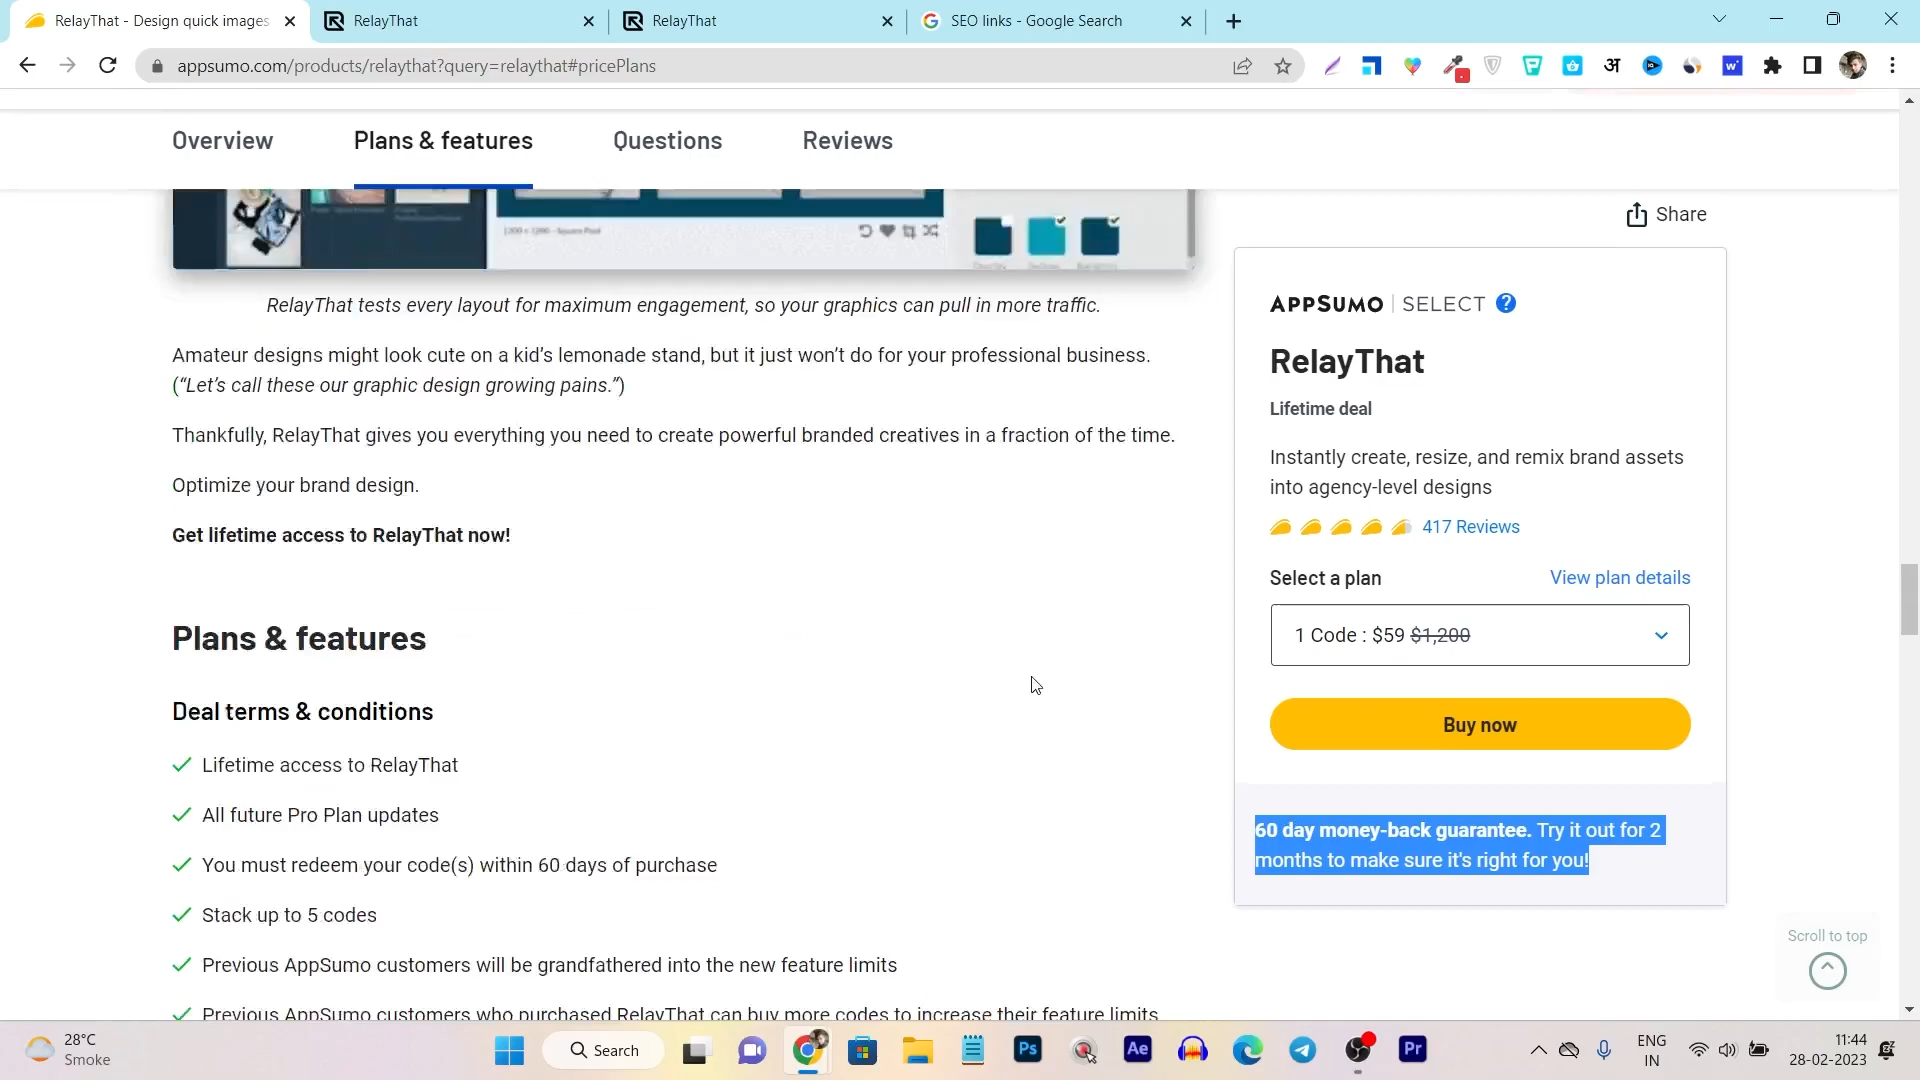 RelayThat - Design quick images
RelayThat
RelayThat
SEO links - Google Search
appsumo.com/products/relaythat?query=relaythat#pricePlans
अ
Overview
Plans & features
Questions
Reviews
Share
RelayThat tests every layout for maximum engagement, so your graphics can pull in more traffic.
Amateur designs might look cute on a kid’s lemonade stand, but it just won’t do for your professional business.
(“Let’s call these our graphic design growing pains.”)
Thankfully, RelayThat gives you everything you need to create powerful branded creatives in a fraction of the time.
Optimize your brand design.
Get lifetime access to RelayThat now!
Plans & features
Deal terms & conditions
Lifetime access to RelayThat
All future Pro Plan updates
You must redeem your code(s) within 60 days of purchase
Stack up to 5 codes
Previous AppSumo customers will be grandfathered into the new feature limits
Previous AppSumo customers who purchased RelayThat can buy more codes to increase their feature limits
APPSUMO | SELECT ?
RelayThat
Lifetime deal
Instantly create, resize, and remix brand assets
into agency-level designs
417 Reviews
Select a plan
View plan details
1 Code : $59 $1,200
Buy now
60 day money-back guarantee. Try it out for 2
months to make sure it's right for you!
Scroll to top
28°C
Smoke
Search
Ps
Ae
Pr
ENG
IN
11:44
28-02-2023